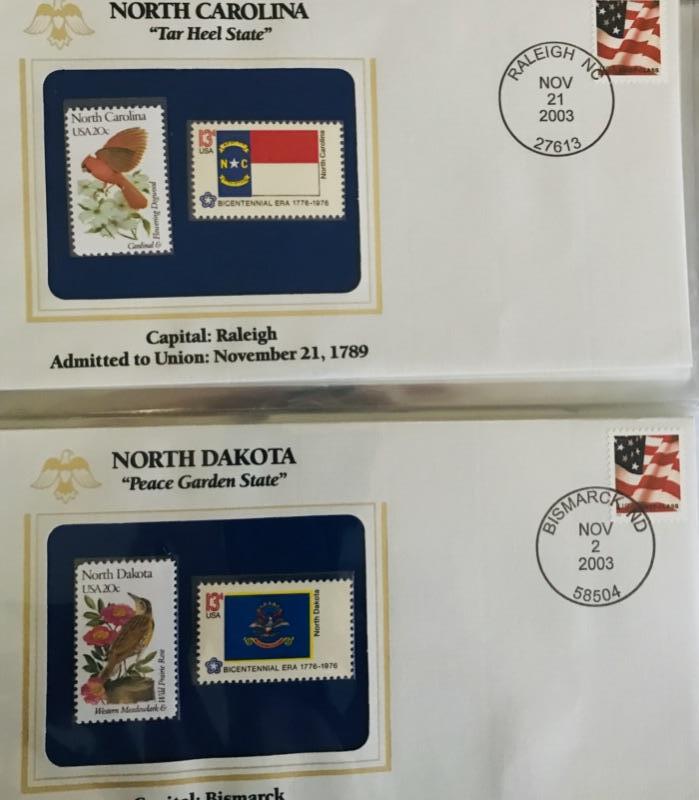 NORTH CAROLINA
"Tar Heel State"
North Carolina
USA 20c
Cardinal &
Flowering Dogwood
13c
USA
N C
North Carolina
BICENTENNIAL ERA 1776-1976
RALEIGH NC
NOV
21
2003
27613
Capital: Raleigh
Admitted to Union: November 21, 1789
NORTH DAKOTA
"Peace Garden State"
North Dakota
USA 20c
Western Meadowlark &
Wild Prairie Rose
13c
USA
North Dakota
BICENTENNIAL ERA 1776-1976
BISMARCK ND
NOV
2
2003
58504
Capital: Bismarck